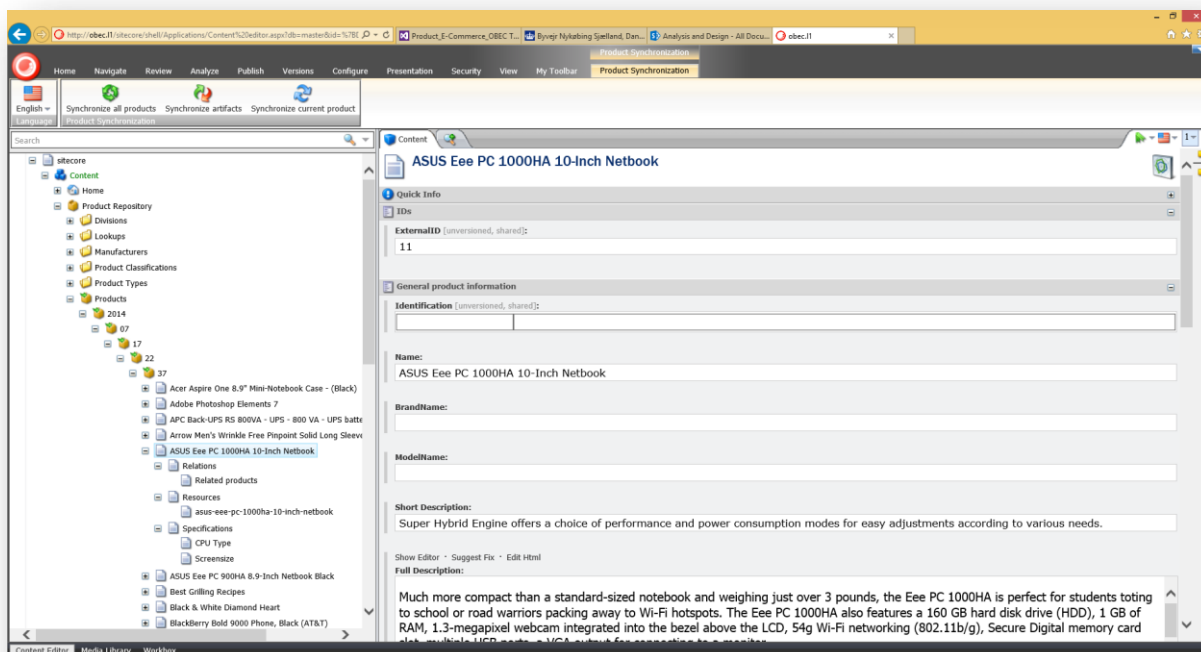 http://obec.l1/sitecore/shell/Applications/Content%20editor.aspx?db=master&id=%7BE
Product_E-Commerce_OBEC T...
Byvejr Nykøbing Sjælland, Dan...
Analysis and Design - All Docu...
obec.l1
Product Synchronization
Home Navigate Review Analyze Publish Versions Configure Presentation Security View My Toolbar Product Synchronization
English
Synchronize all products Synchronize artifacts Synchronize current product
Language Product Synchronization
Search
sitecore
Content
Home
Product Repository
Divisions
Lookups
Manufacturers
Product Classifications
Product Types
Products
2014
07
17
22
37
Acer Aspire One 8.9" Mini-Notebook Case - (Black)
Adobe Photoshop Elements 7
APC Back-UPS RS 800VA - UPS - 800 VA - UPS batte
Arrow Men's Wrinkle Free Pinpoint Solid Long Sleeve
ASUS Eee PC 1000HA 10-Inch Netbook
Relations
Related products
Resources
asus-eee-pc-1000ha-10-inch-netbook
Specifications
CPU Type
Screensize
ASUS Eee PC 900HA 8.9-Inch Netbook Black
Best Grilling Recipes
Black & White Diamond Heart
BlackBerry Bold 9000 Phone, Black (AT&T)
Content
1
ASUS Eee PC 1000HA 10-Inch Netbook
Quick Info
IDs
ExternalID [unversioned, shared]:
11
General product information
Identification [unversioned, shared]:
Name:
ASUS Eee PC 1000HA 10-Inch Netbook
BrandName:
ModelName:
Short Description:
Super Hybrid Engine offers a choice of performance and power consumption modes for easy adjustments according to various needs.
Show Editor · Suggest Fix · Edit Html
Full Description:
Much more compact than a standard-sized notebook and weighing just over 3 pounds, the Eee PC 1000HA is perfect for students toting
to school or road warriors packing away to Wi-Fi hotspots. The Eee PC 1000HA also features a 160 GB hard disk drive (HDD), 1 GB of
RAM, 1.3-megapixel webcam integrated into the bezel above the LCD, 54g Wi-Fi networking (802.11b/g), Secure Digital memory card
slot, multiple USB ports, a VGA output for connecting to a monitor.
Content Editor Media Library Workbox